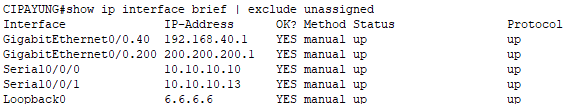 CIPAYUNG#show ip interface brief | exclude unassigned
Interface IP-Address OK? Method Status Protocol
GigabitEthernet0/0.40 192.168.40.1 YES manual up up
GigabitEthernet0/0.200 200.200.200.1 YES manual up up
Serial0/0/0 10.10.10.10 YES manual up up
Serial0/0/1 10.10.10.13 YES manual up up
Loopback0 6.6.6.6 YES manual up up